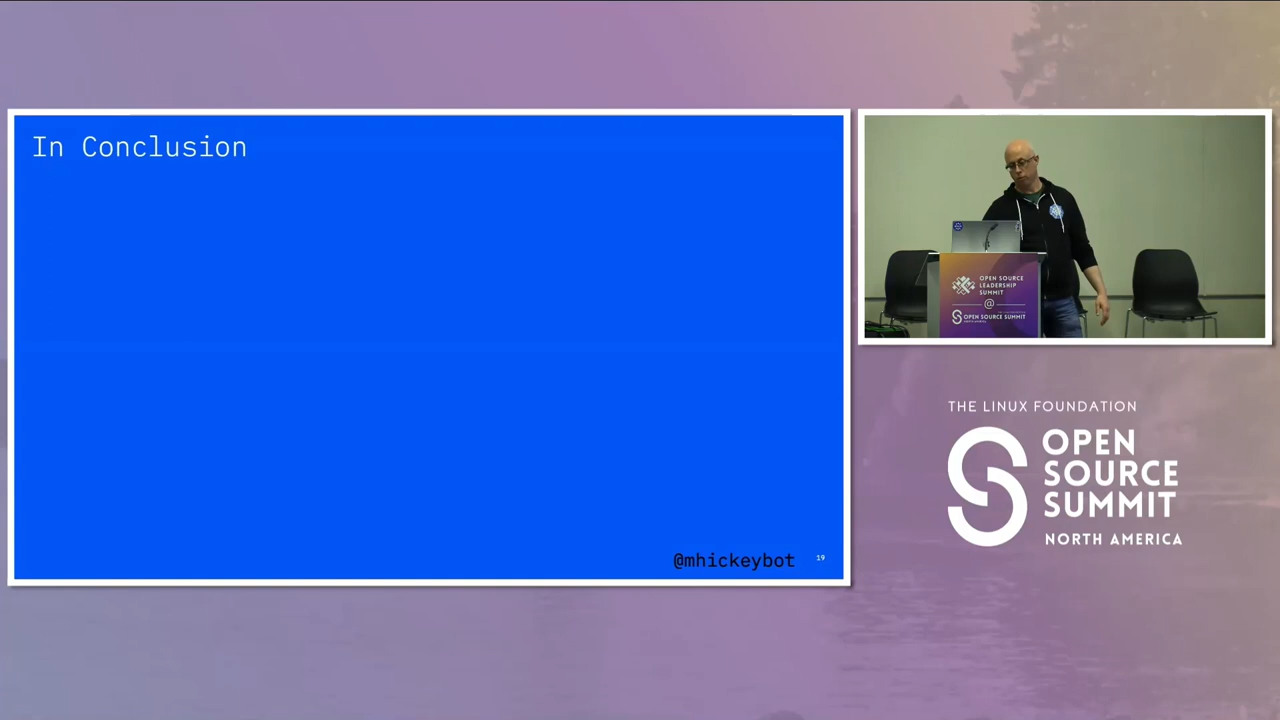 In Conclusion
@mhickeybot
19
OPEN SOURCE
LEADERSHIP
SUMMIT
@
OPEN SOURCE SUMMIT
THE LINUX FOUNDATION
OPEN
SOURCE
SUMMIT
NORTH AMERICA